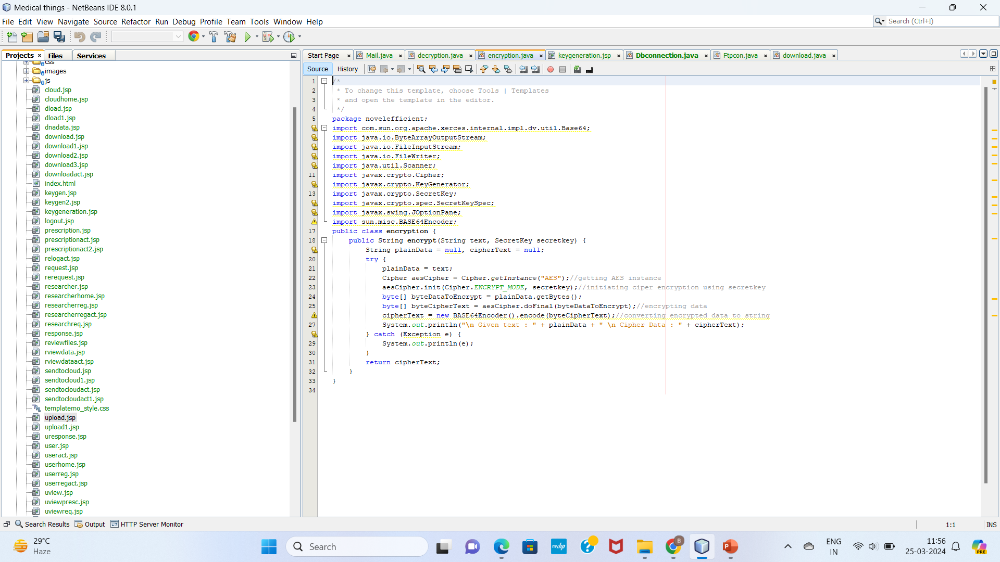 Medical things - NetBeans IDE 8.0.1
File Edit View Navigate Source Refactor Run Debug Profile Team Tools Window Help
Search (Ctrl+I)
Projects Files Services
css
images
js
cloud.jsp
cloudhome.jsp
dload.jsp
dload1.jsp
dnadata.jsp
download.jsp
download1.jsp
download2.jsp
download3.jsp
downloadact.jsp
index.html
keygen.jsp
keygen2.jsp
keygeneration.jsp
logout.jsp
prescription.jsp
prescriptionact.jsp
prescriptionact2.jsp
relogact.jsp
request.jsp
rerequest.jsp
researcher.jsp
researcherhome.jsp
researcherreg.jsp
researcherregact.jsp
researchreq.jsp
response.jsp
reviewfiles.jsp
rviewdata.jsp
rviewdataact.jsp
sendtocloud.jsp
sendtocloud1.jsp
sendtocloudact.jsp
sendtocloudact1.jsp
templatemo_style.css
upload.jsp
upload1.jsp
uresponse.jsp
user.jsp
useract.jsp
userhome.jsp
userreg.jsp
userregact.jsp
uview.jsp
uviewpresc.jsp
uviewreq.jsp
Start Page Mail.java decryption.java encryption.java keygeneration.jsp Dbconnection.java Ftpcon.java download.java
Source History
1 /*
2 * To change this template, choose Tools | Templates
3 * and open the template in the editor.
4 */
5 package novelefficient;
import com.sun.org.apache.xerces.internal.impl.dv.util.Base64;
import java.io.ByteArrayOutputStream;
import java.io.FileInputStream;
import java.io.FileWriter;
import java.util.Scanner;
11 import javax.crypto.Cipher;
import javax.crypto.KeyGenerator;
13 import javax.crypto.SecretKey;
import javax.crypto.spec.SecretKeySpec;
import javax.swing.JOptionPane;
import sun.misc.BASE64Encoder;
17 public class encryption {
18 public String encrypt(String text, SecretKey secretkey) {
String plainData = null, cipherText = null;
20 try {
21 plainData = text;
22 Cipher aesCipher = Cipher.getInstance("AES");//getting AES instance
23 aesCipher.init(Cipher.ENCRYPT_MODE, secretkey);//initiating ciper encryption using secretkey
24 byte[] byteDataToEncrypt = plainData.getBytes();
25 byte[] byteCipherText = aesCipher.doFinal(byteDataToEncrypt);//encrypting data
cipherText = new BASE64Encoder().encode(byteCipherText);//converting encrypted data to string
27 System.out.println("\n Given text : " + plainData + " \n Cipher Data : " + cipherText);
} catch (Exception e) {
29 System.out.println(e);
30 }
31 return cipherText;
32 }
33 }
34
Search Results Output HTTP Server Monitor
1:1 INS
29°C
Haze
Search
myhp
B
P
ENG
IN
11:56
25-03-2024
PRE